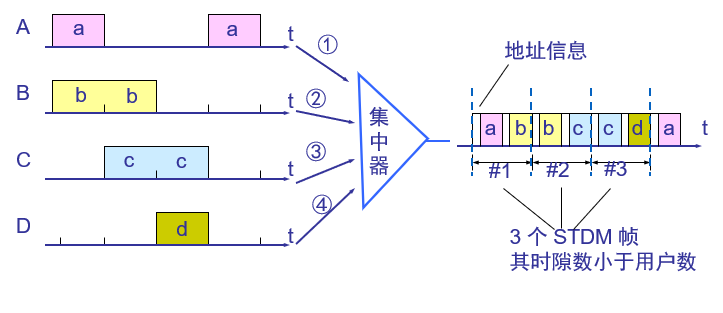 A a a t ①
B b b t ②
C c c t ③
D d t ④
集中器
地址信息
a b b c c d a t
#1 #2 #3
3 个 STDM 帧
其时隙数小于用户数